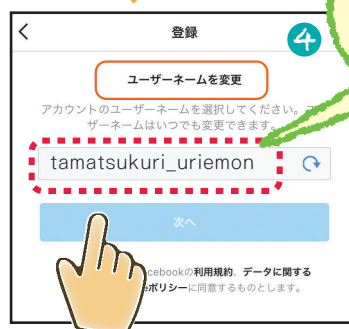 登録
4
ユーザーネームを変更
アカウントのユーザーネームを選択してください。
ザーネームはいつでも変更できます。
tamatsukuri_uriemon
次へ
cebookの利用規約、データに関する
ポリシーに同意するものとします。